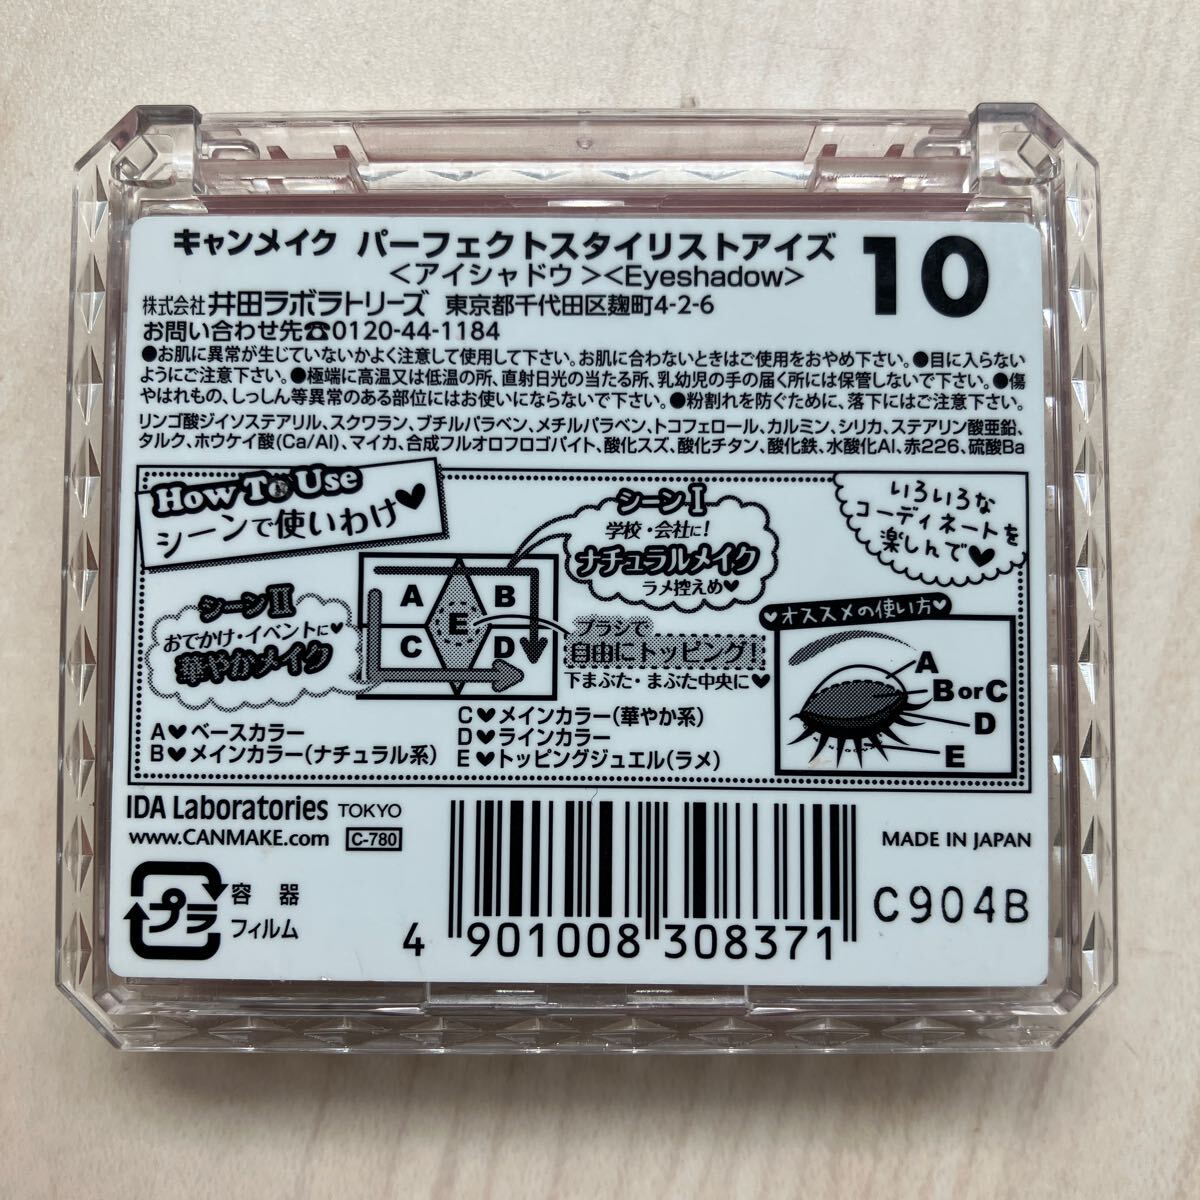 キャンメイク パーフェクトスタイリストアイズ 10
<アイシャドウ><Eyeshadow>
株式会社 井田ラボラトリーズ 東京都千代田区麹町4-2-6
お問い合わせ先☎0120-44-1184
●お肌に異常が生じていないかよく注意して使用して下さい。お肌に合わないときはご使用をおやめ下さい。●目に入らない
ようにご注意下さい。●極端に高温又は低温の所、直射日光の当たる所、乳幼児の手の届く所には保管しないで下さい。●傷
やはれもの、しっしん等異常のある部位にはお使いにならないで下さい。●粉割れを防ぐために、落下にはご注意下さい。
リンゴ酸ジイソステアリル、スクワラン、ブチルパラベン、メチルパラベン、トコフェロール、カルミン、シリカ、ステアリン酸亜鉛、
タルク、ホウケイ酸(Ca/Al)、マイカ、合成フルオロフロゴパイト、酸化スズ、酸化チタン、酸化鉄、水酸化Al、赤226、硫酸Ba
How To Use
シーンで使いわけ♥
シーンI
学校・会社に!
ナチュラルメイク
ラメ控えめ♥
いろいろな
コーディネートを
楽しんで♥
シーンII
おでかけ・イベントに♥
華やかメイク
A B
E
C D
ブラシで
自由にトッピング!
下まぶた・まぶた中央に♥
オススメの使い方♥
A
B or C
D
E
A♥ベースカラー
B♥メインカラー(ナチュラル系)
C♥メインカラー(華やか系)
D♥ラインカラー
E♥トッピングジュエル(ラメ)
IDA Laboratories TOKYO
www.CANMAKE.com C-780
MADE IN JAPAN
プラ
容器
フィルム
4 901008 308371
C904B